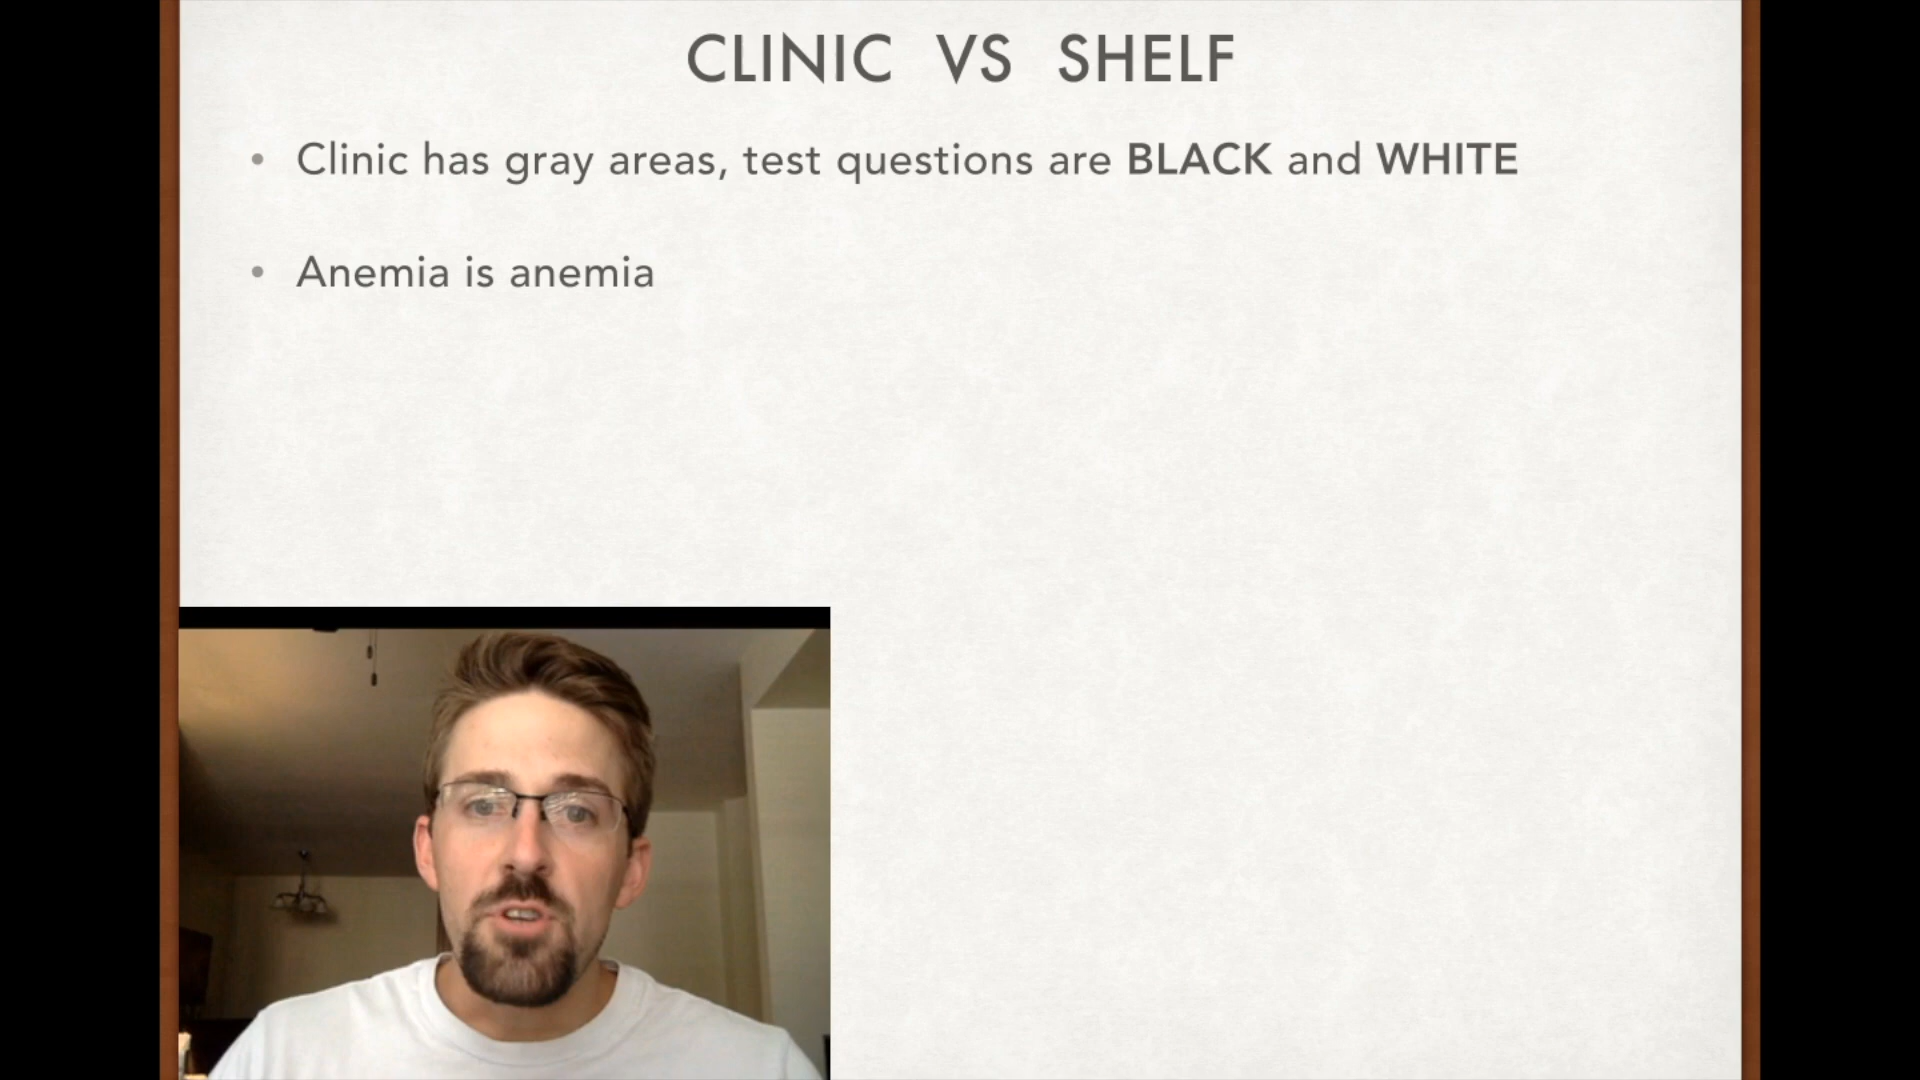 CLINIC VS SHELF
• Clinic has gray areas, test questions are BLACK and WHITE
• Anemia is anemia